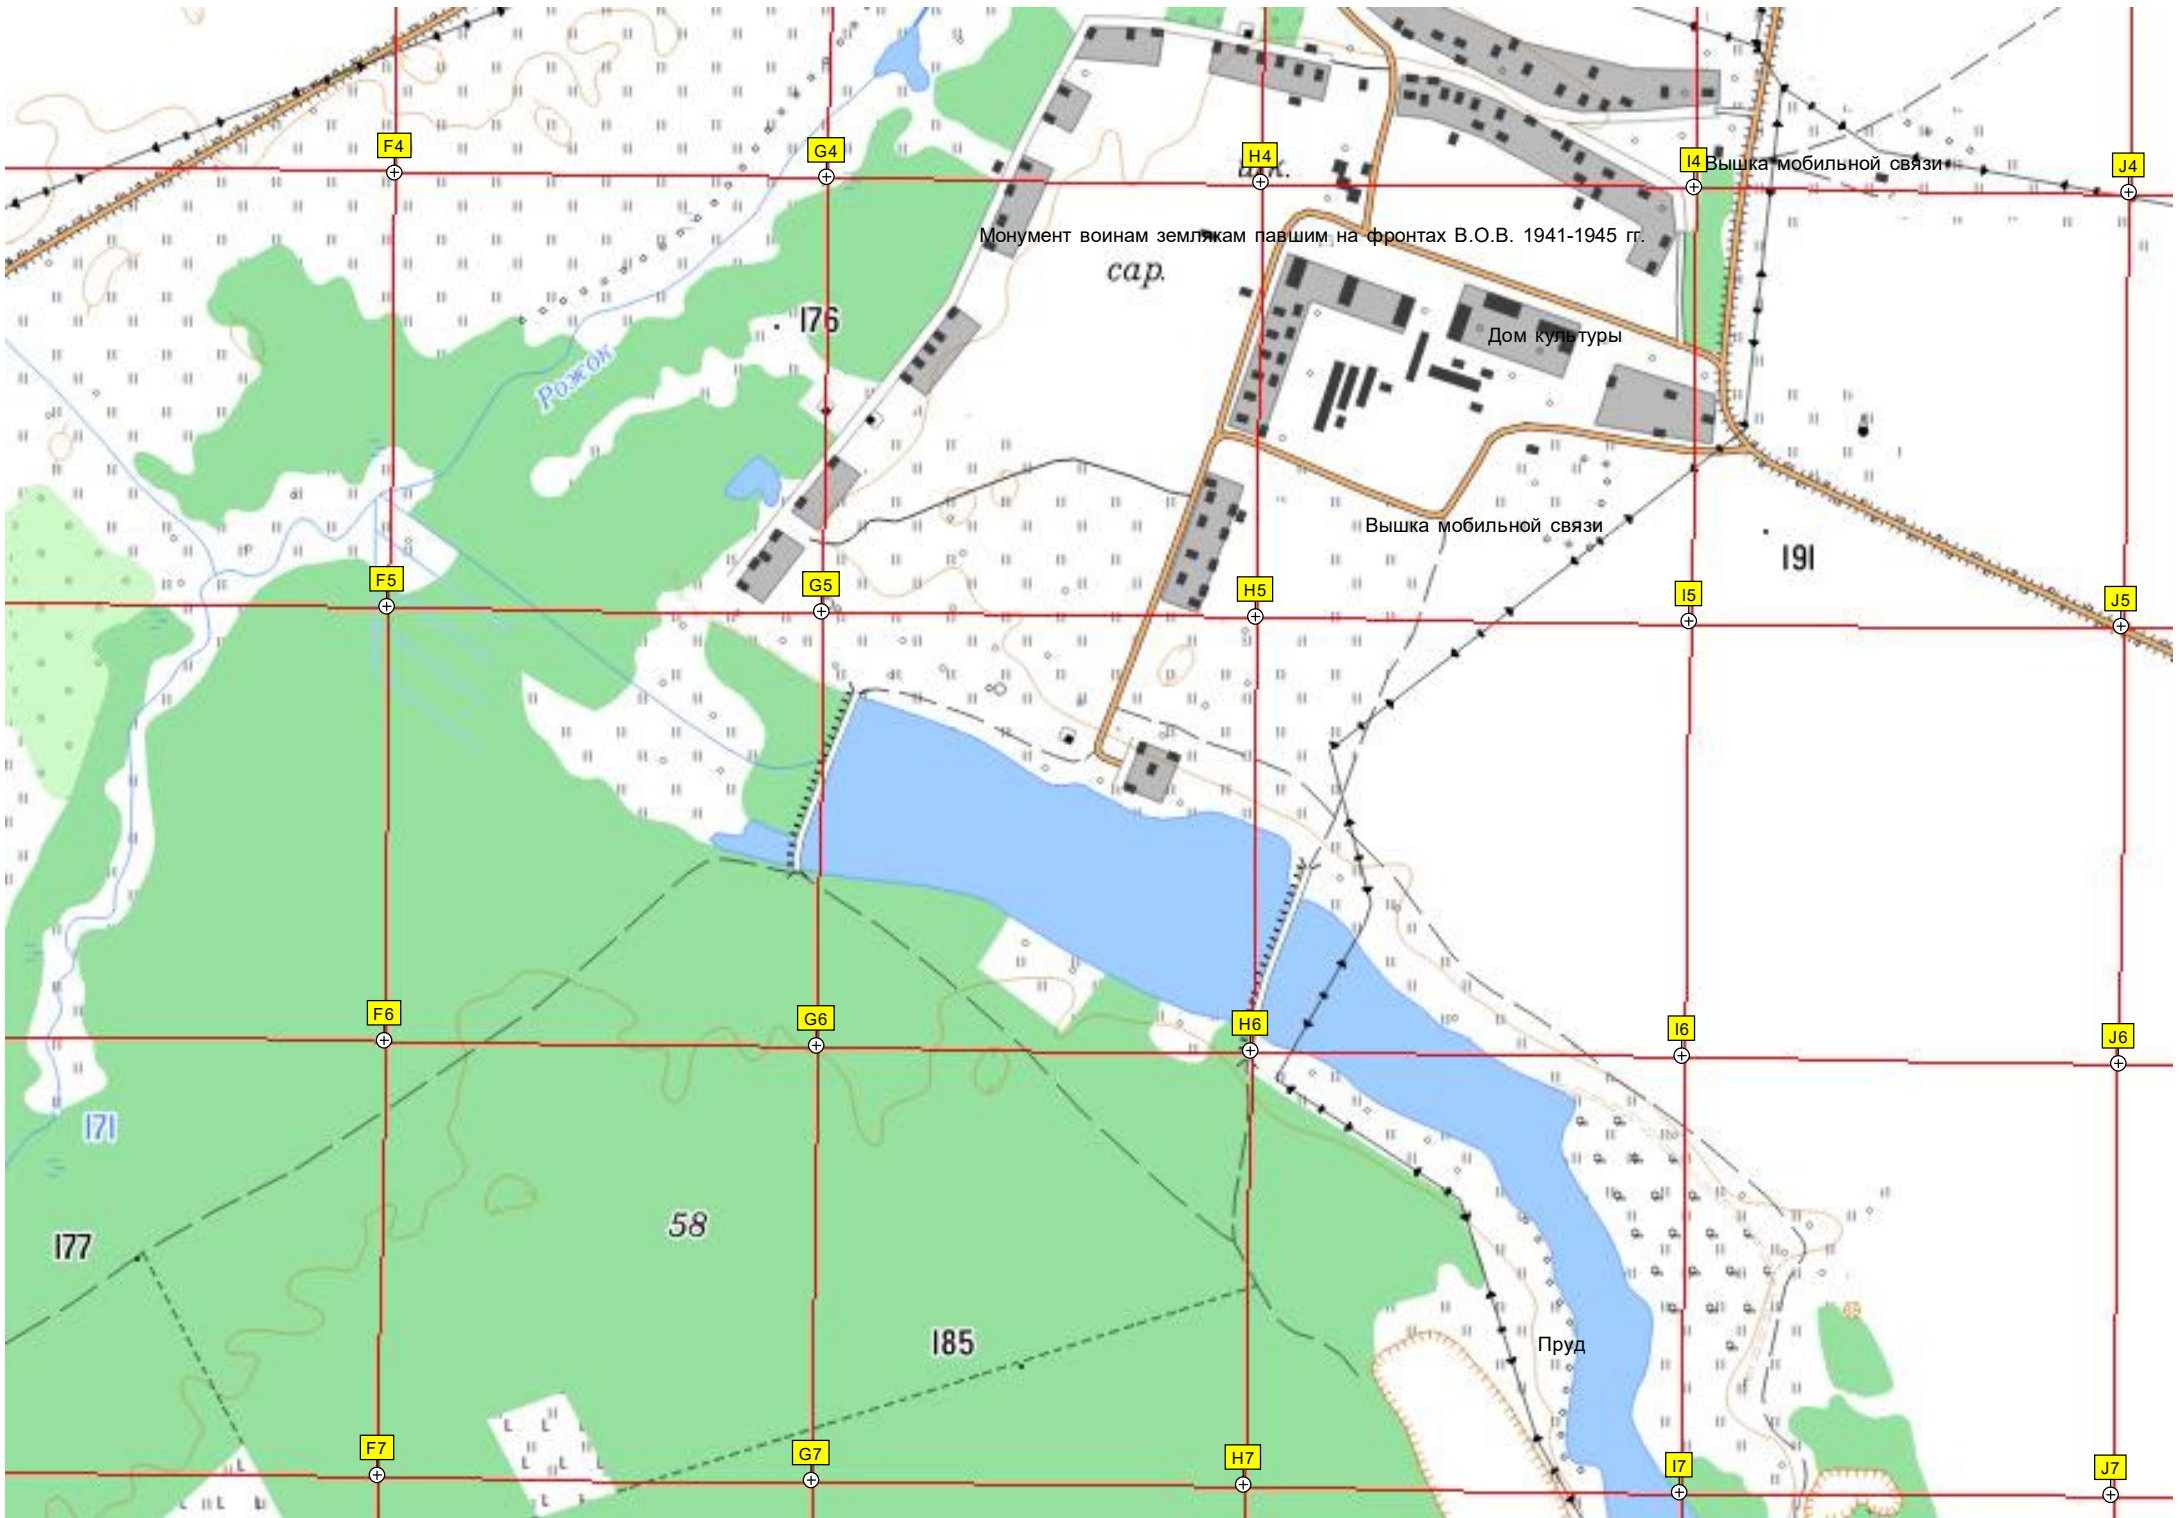 F4
G4
H4
шк.
I4
Вышка мобильной связи
J4
Монумент воинам землякам павшим на фронтах В.О.В. 1941-1945 гг.
сар.
176
Дом культуры
Рожок
Вышка мобильной связи
191
F5
G5
H5
I5
J5
F6
G6
H6
I6
J6
171
177
58
185
Пруд
F7
G7
H7
I7
J7